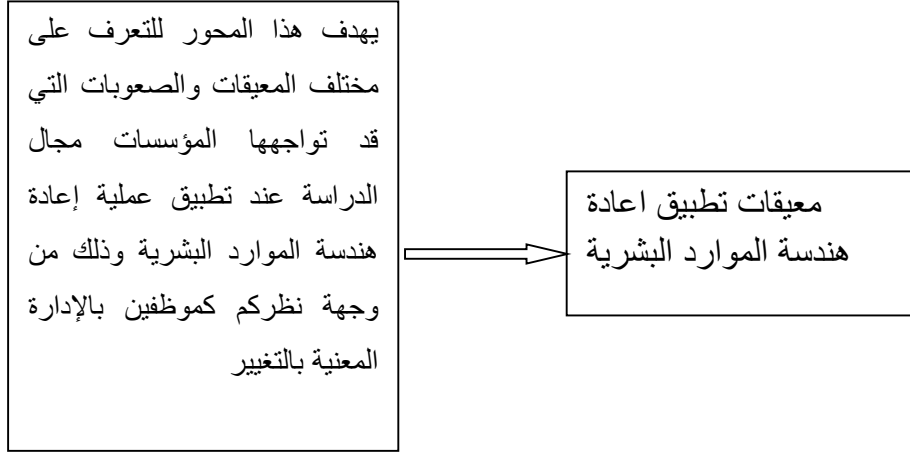 يهدف هذا المحور للتعرف على
مختلف المعيقات والصعوبات التي
قد تواجهها المؤسسات مجال
الدراسة عند تطبيق عملية إعادة
هندسة الموارد البشرية وذلك من
وجهة نظركم كموظفين بالإدارة
المعنية بالتغيير
معيقات تطبيق اعادة
هندسة الموارد البشرية